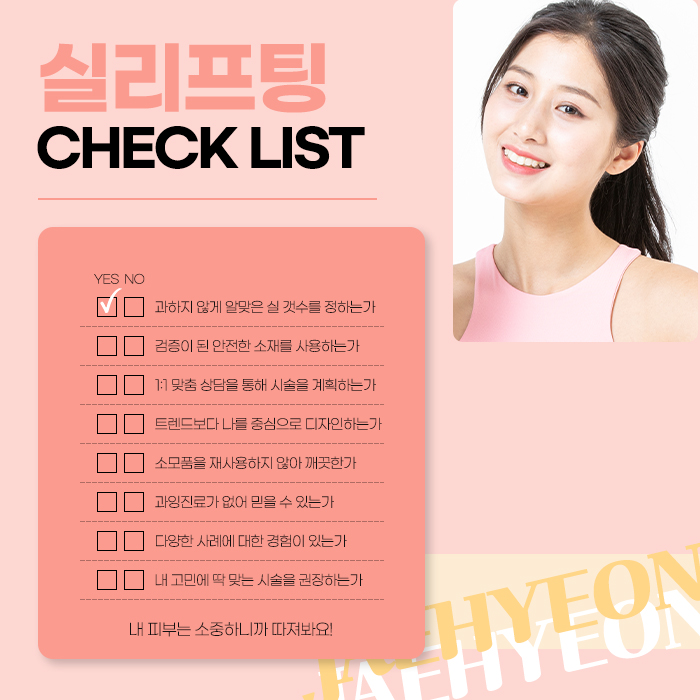 실리프팅
CHECK LIST
YES NO
과하지 않게 알맞은 실 갯수를 정하는가
검증이 된 안전한 소재를 사용하는가
1:1 맞춤 상담을 통해 시술을 계획하는가
트렌드보다 나를 중심으로 디자인하는가
소모품을 재사용하지 않아 깨끗한가
과잉진료가 없어 믿을 수 있는가
다양한 사례에 대한 경험이 있는가
내 고민에 딱 맞는 시술을 권장하는가
내 피부는 소중하니까 따져봐요!
JAEHYEON
JAEHYEON